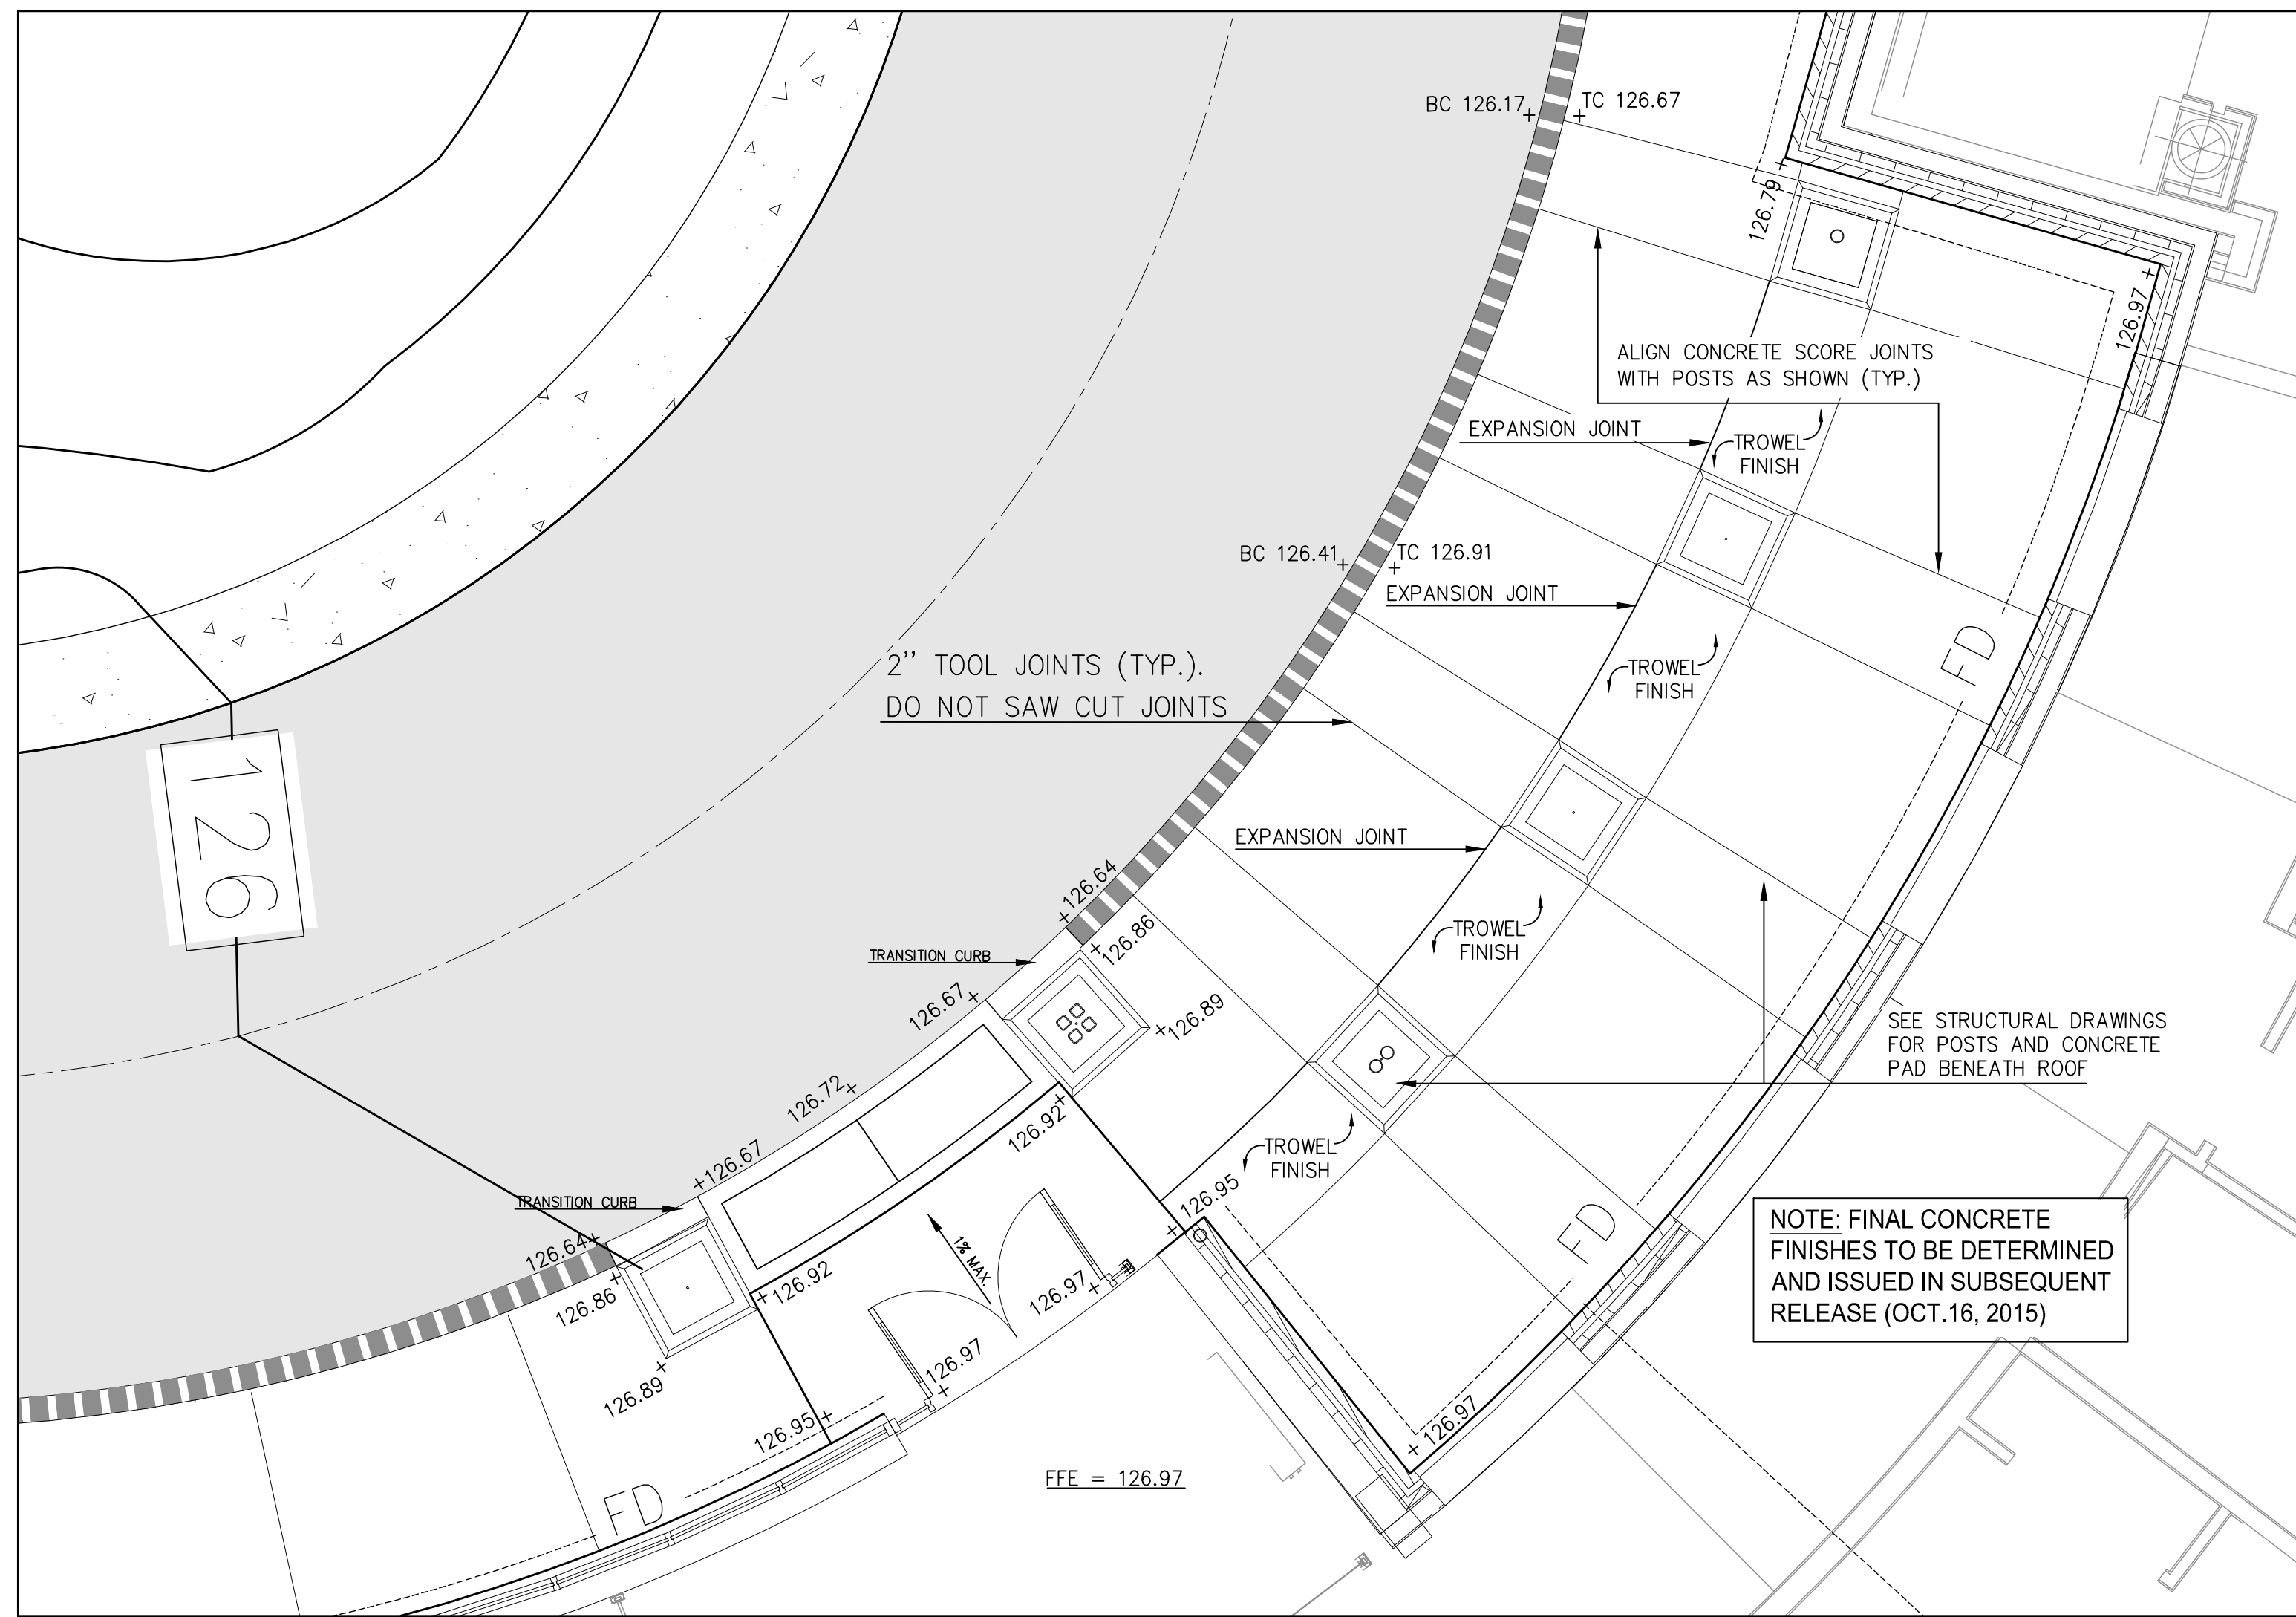 BC 126.17
TC 126.67
126.79
126.97
ALIGN CONCRETE SCORE JOINTS
WITH POSTS AS SHOWN (TYP.)
EXPANSION JOINT
TROWEL
FINISH
BC 126.41
TC 126.91
EXPANSION JOINT
FD
2'' TOOL JOINTS (TYP.).
DO NOT SAW CUT JOINTS
TROWEL
FINISH
126
EXPANSION JOINT
126.64
126.86
TROWEL
FINISH
TRANSITION CURB
126.67
126.89
SEE STRUCTURAL DRAWINGS
FOR POSTS AND CONCRETE
PAD BENEATH ROOF
126.72
126.92
126.67
TROWEL
FINISH
TRANSITION CURB
126.95
FD
NOTE: FINAL CONCRETE
FINISHES TO BE DETERMINED
AND ISSUED IN SUBSEQUENT
RELEASE (OCT.16, 2015)
126.64
126.86
126.92
1% MAX.
126.97
126.89
126.97
126.95
126.97
FD
FFE = 126.97